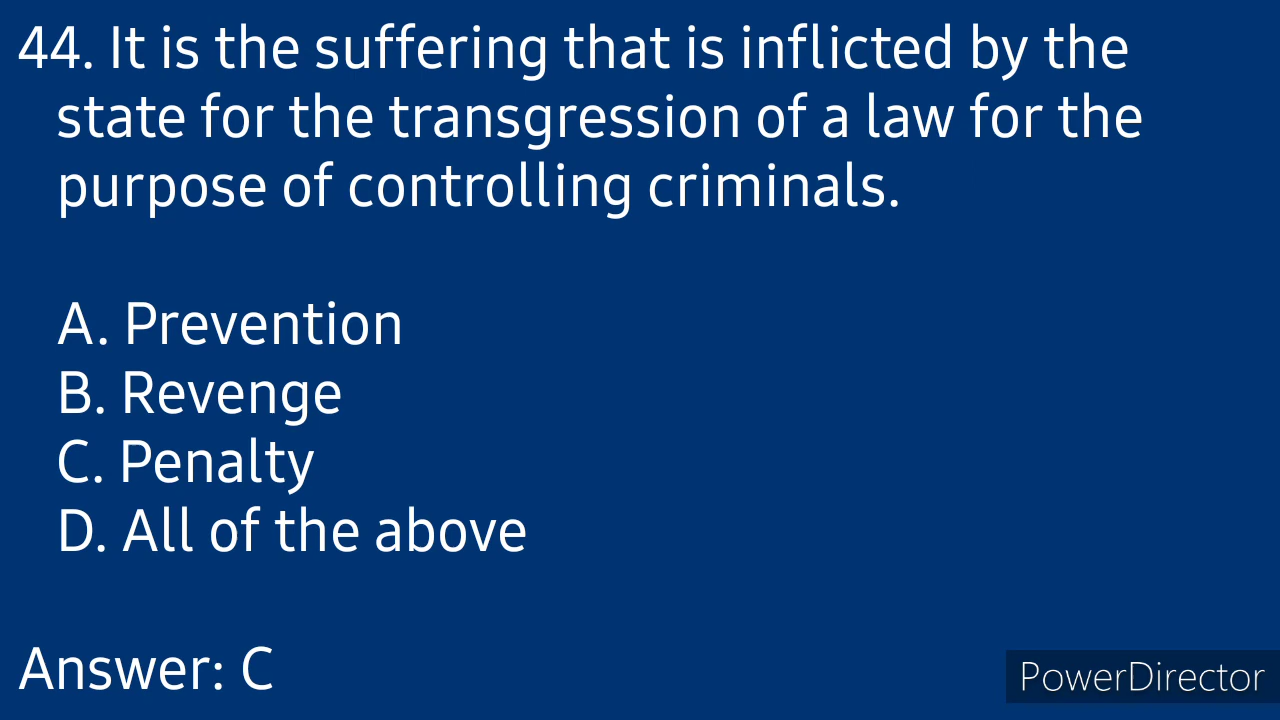 44. It is the suffering that is inflicted by the
state for the transgression of a law for the
purpose of controlling criminals.
A. Prevention
B. Revenge
C. Penalty
D. All of the above
Answer: C
PowerDirector